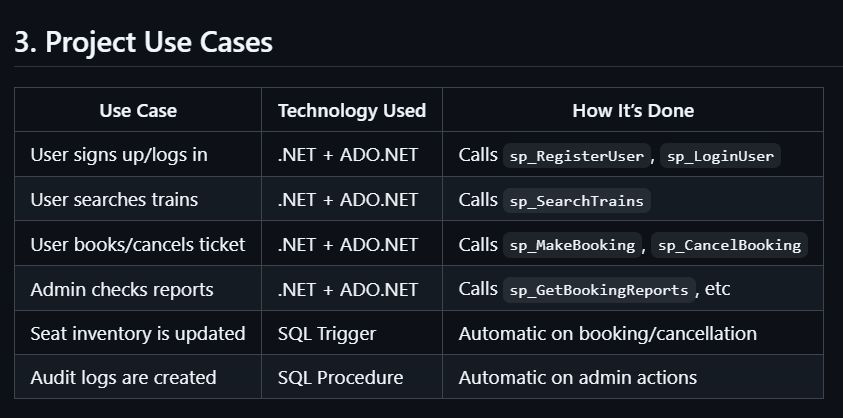 3. Project Use Cases
Use Case Technology Used How It’s Done
User signs up/logs in .NET + ADO.NET Calls sp_RegisterUser, sp_LoginUser
User searches trains .NET + ADO.NET Calls sp_SearchTrains
User books/cancels ticket .NET + ADO.NET Calls sp_MakeBooking, sp_CancelBooking
Admin checks reports .NET + ADO.NET Calls sp_GetBookingReports, etc
Seat inventory is updated SQL Trigger Automatic on booking/cancellation
Audit logs are created SQL Procedure Automatic on admin actions